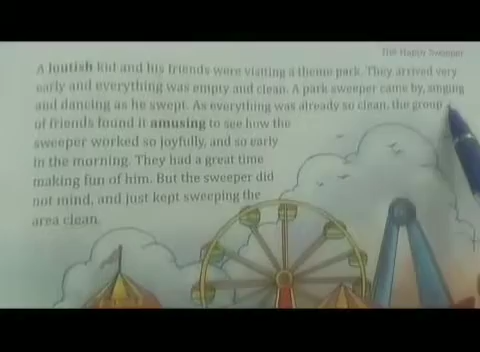 The Happy Sweeper
A loutish kid and his friends were visiting a theme park. They arrived very
early and everything was empty and clean. A park sweeper came by, singing
and dancing as he swept. As everything was already so clean, the group
of friends found it amusing to see how the
sweeper worked so joyfully, and so early
in the morning. They had a great time
making fun of him. But the sweeper did
not mind, and just kept sweeping the
area clean.